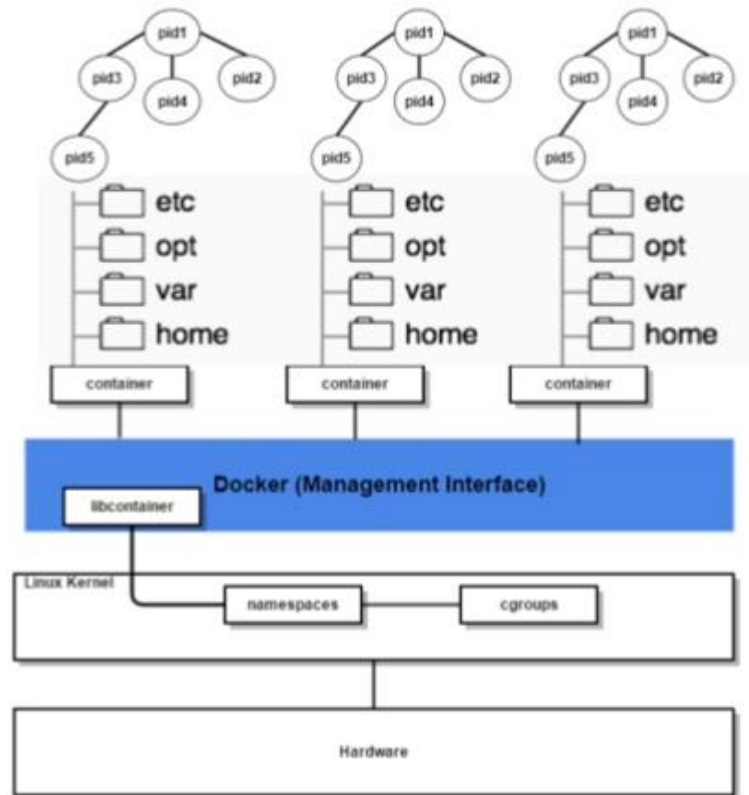 pid1 pid1 pid1
pid3 pid2 pid3 pid2 pid3 pid2
pid4 pid4 pid4
pid5 pid5 pid5
etc etc etc
opt opt opt
var var var
home home home
container container container
Docker (Management Interface)
libcontainer
Linux Kernel
namespaces cgroups
Hardware